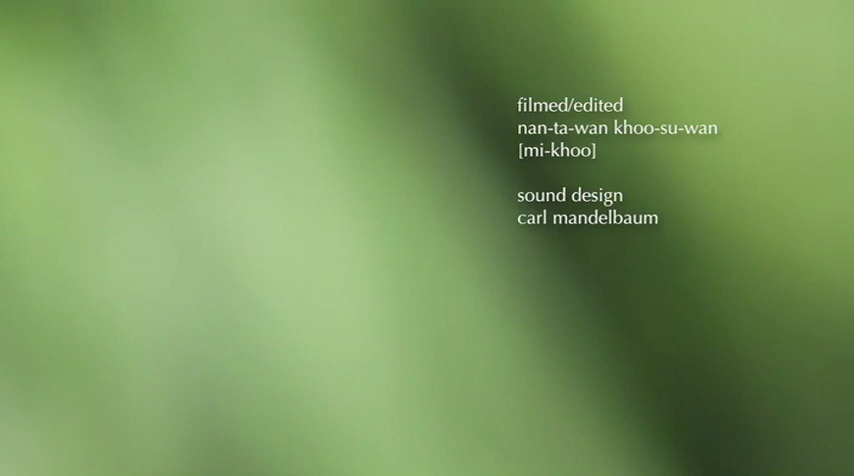 filmed/edited
nan-ta-wan khoo-su-wan
[mi-khoo]
sound design
carl mandelbaum